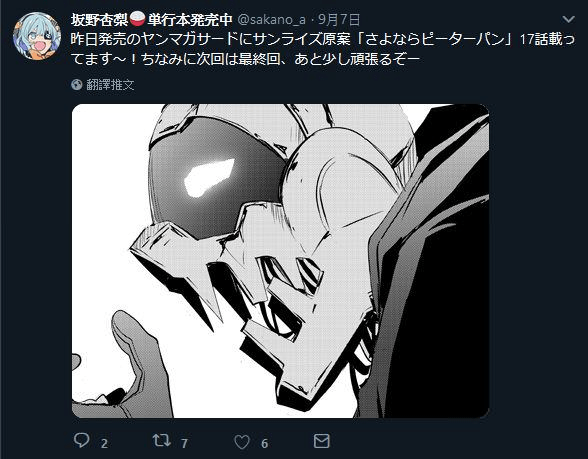 坂野杏梨🍚単行本発売中 @sakano_a · 9月7日
昨日発売のヤンマガサードにサンライズ原案「さよならピーターパン」17話載っ
てます〜！ちなみに次回は最終回、あと少し頑張るぞー
翻譯推文
2 7 6